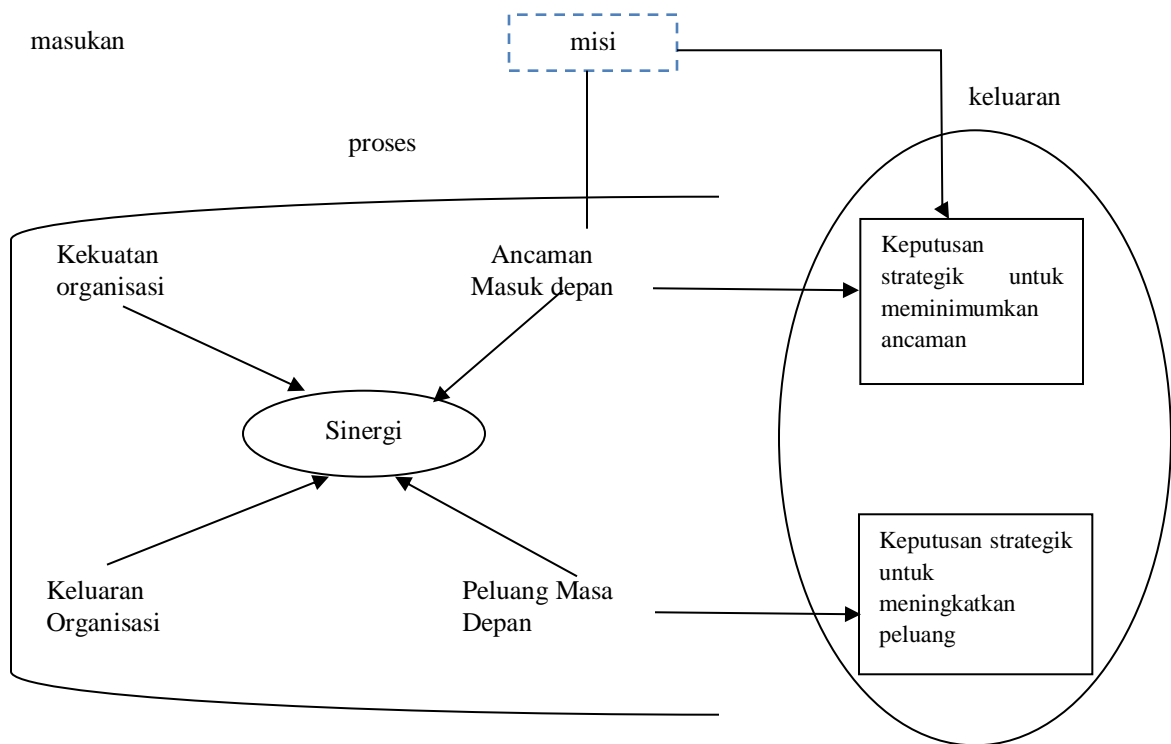 masukan
misi
keluaran
proses
Kekuatan
organisasi
Ancaman
Masuk depan
Keputusan
strategik untuk
meminimumkan
ancaman
Sinergi
Keluaran
Organisasi
Peluang Masa
Depan
Keputusan strategik
untuk
meningkatkan
peluang